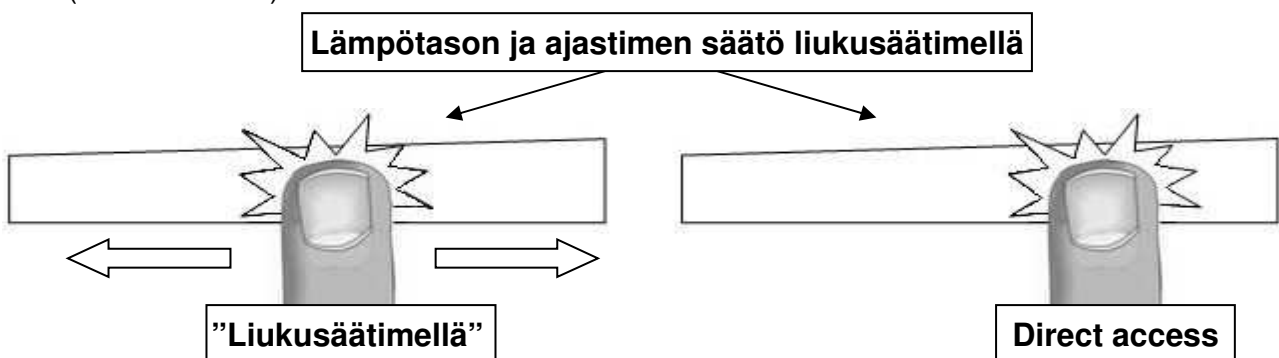 Lämpötason ja ajastimen säätö liukusäätimellä
”Liukusäätimellä”
Direct access